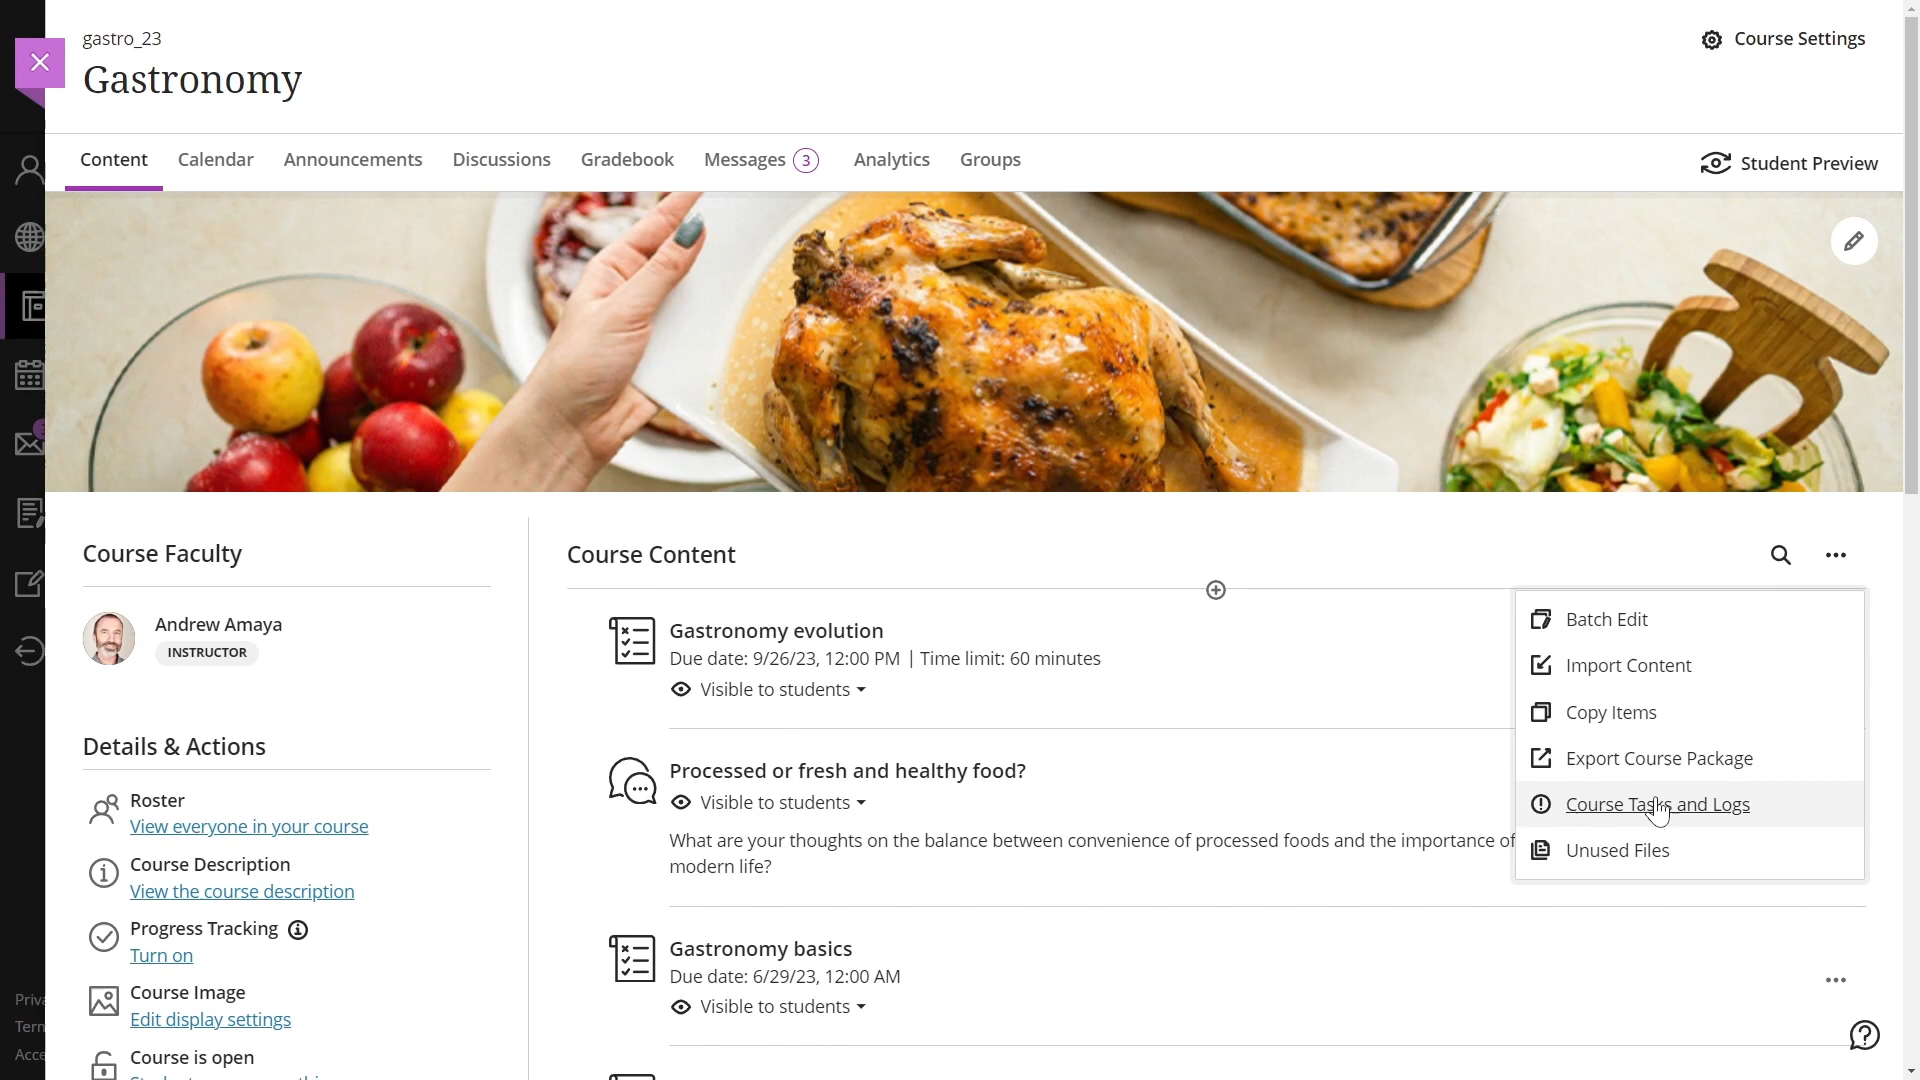 gastro_23
Gastronomy
Course Settings
Content
Calendar
Announcements
Discussions
Gradebook
Messages 3
Analytics
Groups
Student Preview
Course Faculty
Andrew Amaya
INSTRUCTOR
Details & Actions
Roster
View everyone in your course
Course Description
View the course description
Progress Tracking
Turn on
Course Image
Edit display settings
Course is open
Course Content
Gastronomy evolution
Due date: 9/26/23, 12:00 PM | Time limit: 60 minutes
Visible to students
Processed or fresh and healthy food?
Visible to students
What are your thoughts on the balance between convenience of processed foods and the importance of
modern life?
Gastronomy basics
Due date: 6/29/23, 12:00 AM
Visible to students
Batch Edit
Import Content
Copy Items
Export Course Package
Course Tasks and Logs
Unused Files
Priva
Term
Acce